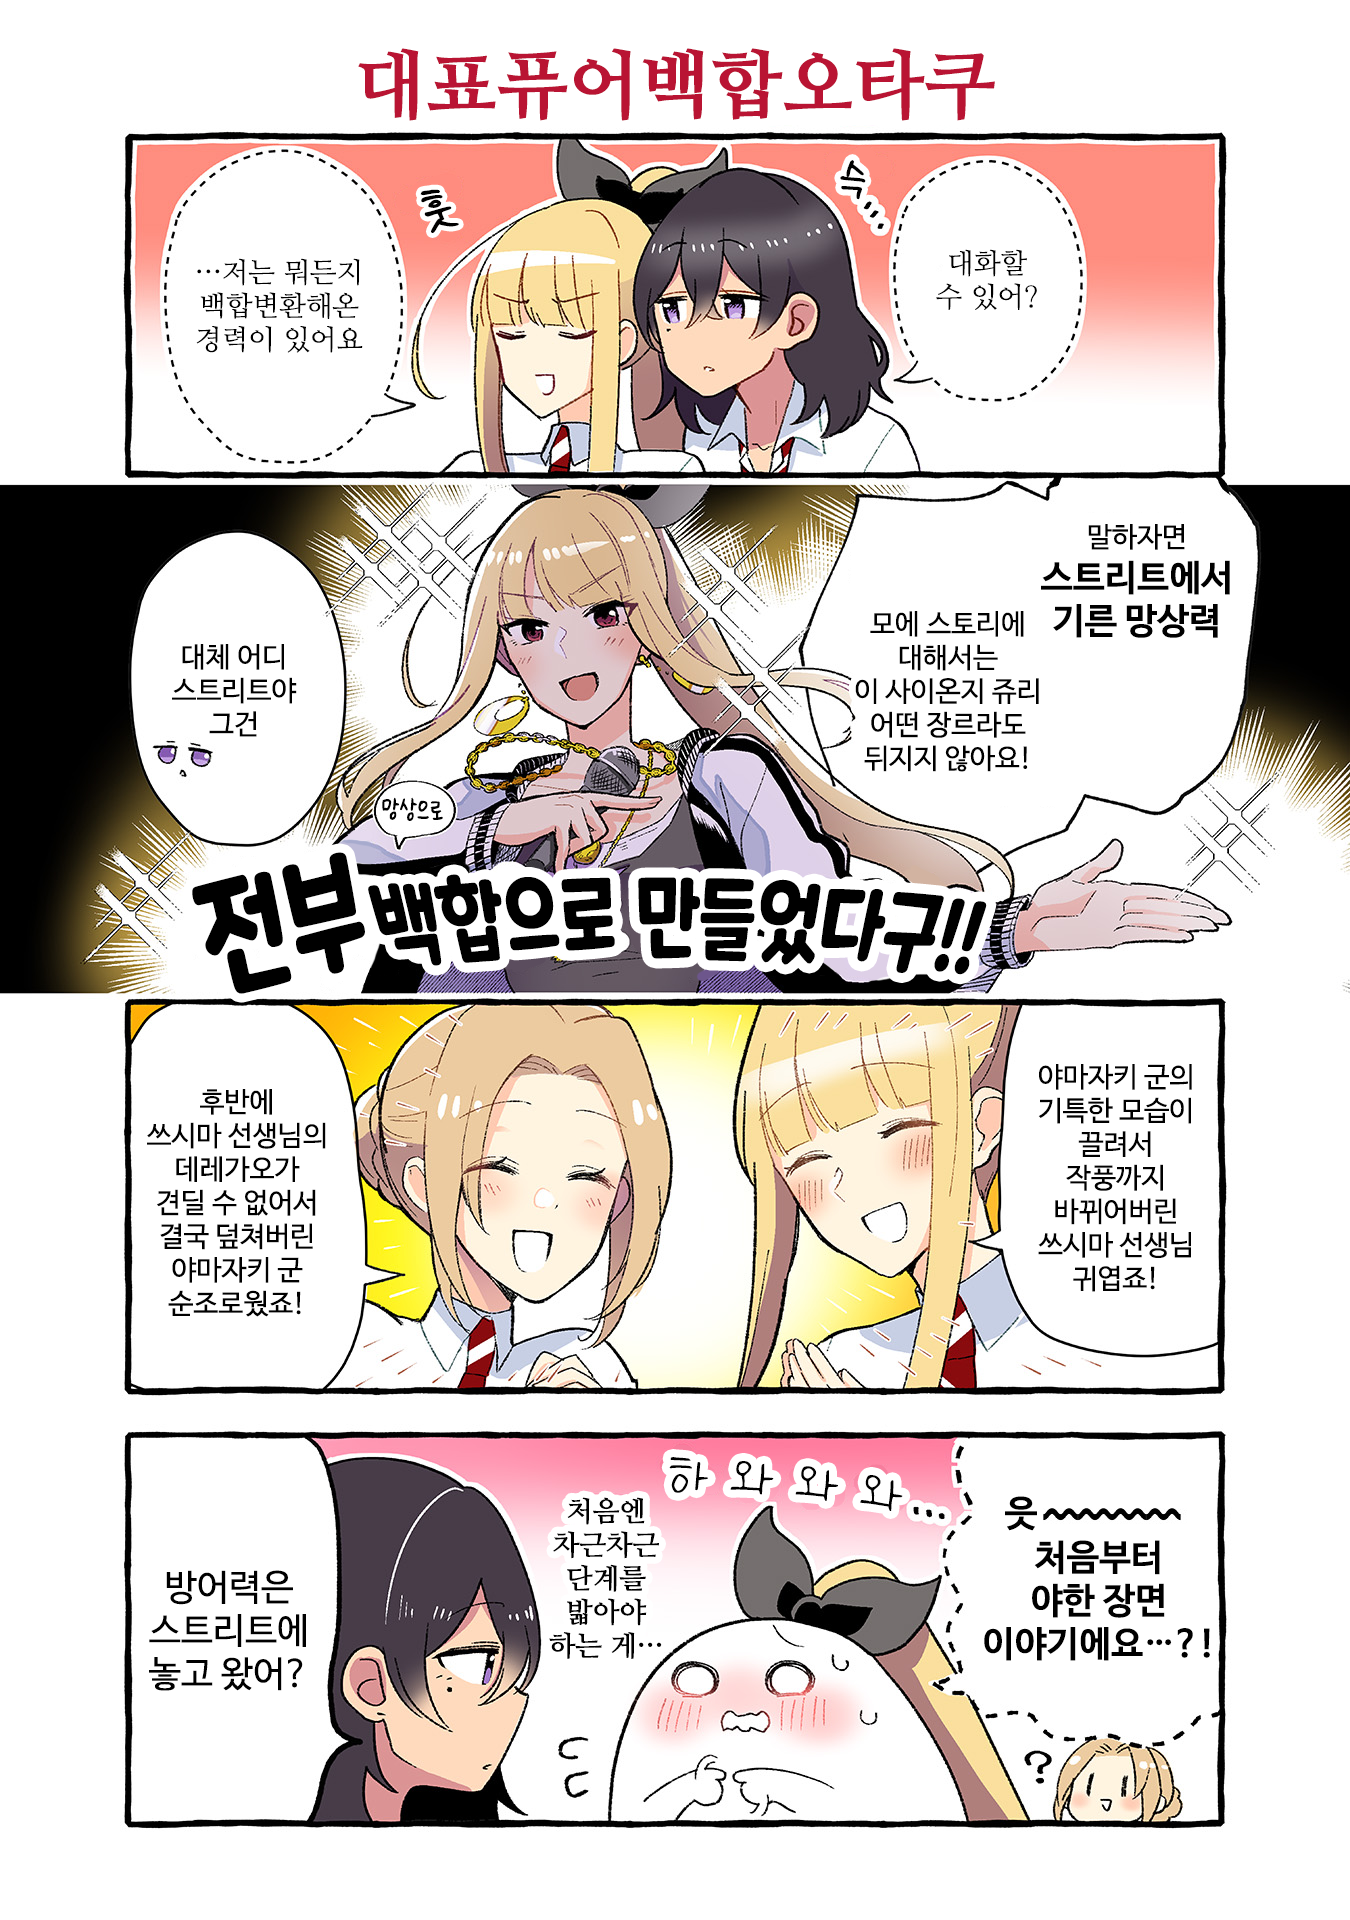 대표퓨어백합오타쿠
슥…
대화할
수 있어?
훗
…저는 뭐든지
백합변환해온
경력이 있어요
말하자면
스트리트에서
기른 망상력
모에 스토리에
대해서는
이 사이온지 쥬리
어떤 장르라도
뒤지지 않아요!
망상으로
전부 백합으로 만들었다구!!
대체 어디
스트리트야
그건
야마자키 군의
기특한 모습이
끌려서
작풍까지
바뀌어버린
쓰시마 선생님
귀엽죠!
후반에
쓰시마 선생님의
데레가오가
견딜 수 없어서
결국 덮쳐버린
야마자키 군
순조로웠죠!
읏~
처음부터
야한 장면
이야기에요…?!
?
하 와 와 와…
처음엔
차근차근
단계를
밟아야
하는 게…
방어력은
스트리트에
놓고 왔어?